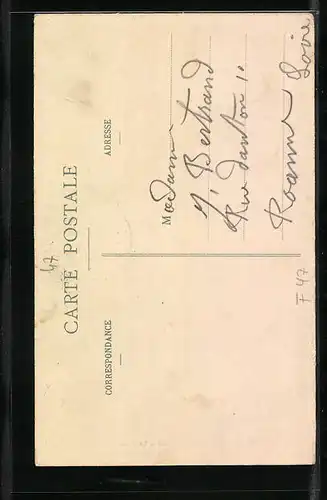 CARTE POSTALE
CORRESPONDANCE
ADRESSE
Madame
J. Bertrand
Rue danton 10
Roanne Loire
47
F 47